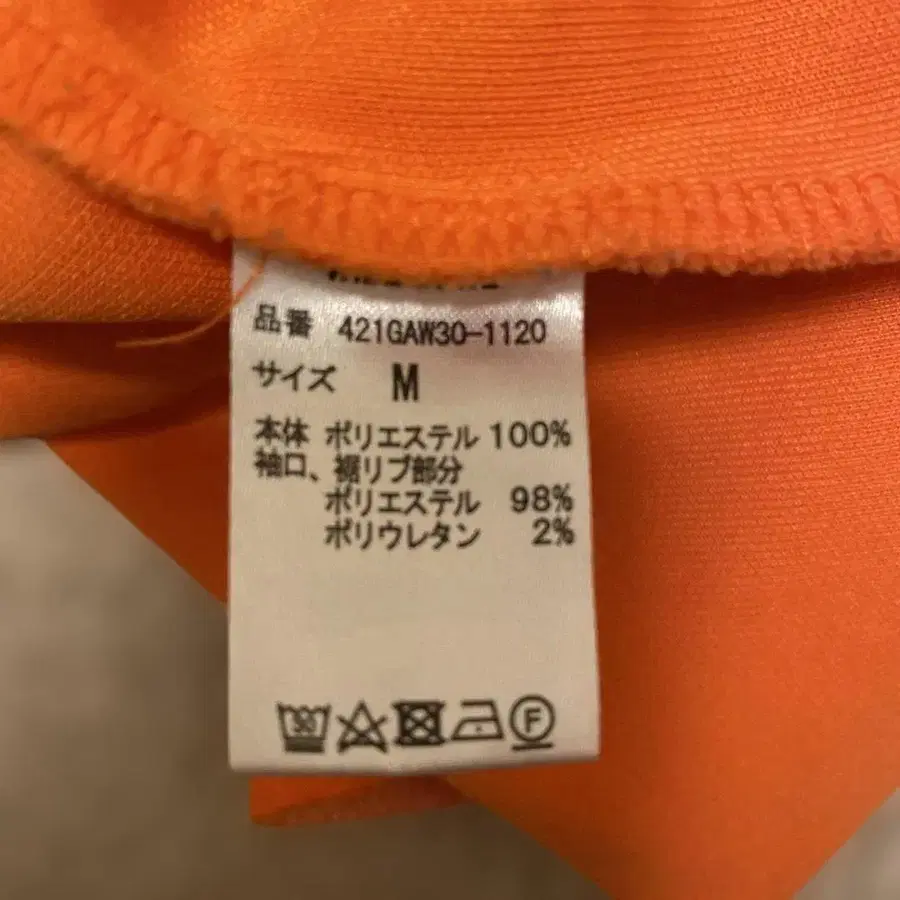 品番 421GAW30-1120
サイズ M
本体 ポリエステル 100%
袖口、裾リブ部分
ポリエステル 98%
ポリウレタン 2%
30 F